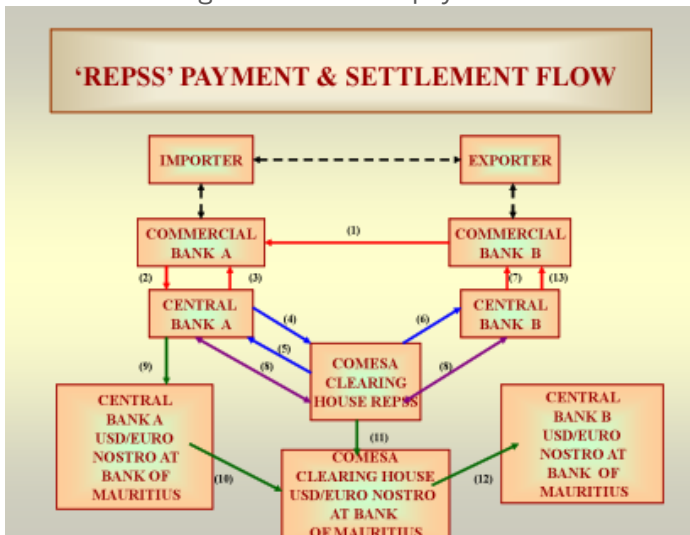 ‘REPSS’ PAYMENT & SETTLEMENT FLOW
IMPORTER
EXPORTER
COMMERCIAL
BANK A
(1)
COMMERCIAL
BANK B
(2)
(3)
(7)
(13)
CENTRAL
BANK A
(4)
(6)
CENTRAL
BANK B
(5)
(8)
(8)
COMESA
CLEARING
HOUSE REPSS
(9)
CENTRAL
BANK A
USD/EURO
NOSTRO AT
BANK OF
MAURITIUS
CENTRAL
BANK B
USD/EURO
NOSTRO AT
BANK OF
MAURITIUS
(11)
(10)
(12)
COMESA
CLEARING HOUSE
USD/EURO NOSTRO
AT BANK
OF MAURITIUS